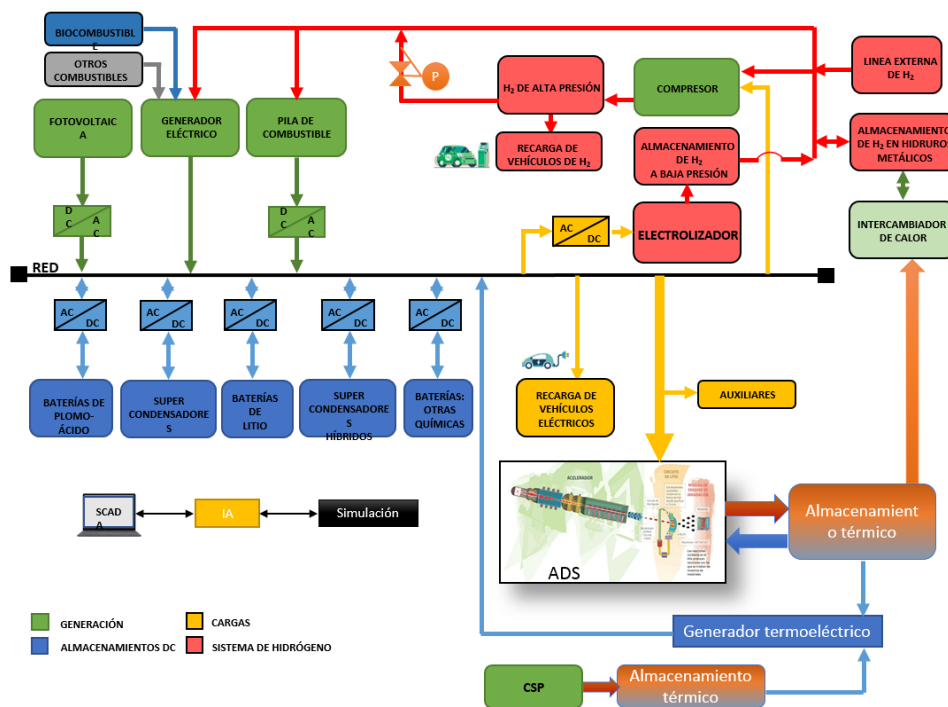 BIOCOMBUSTIBL
E
OTROS
COMBUSTIBLES
FOTOVOLTAIC
A
GENERADOR
ELÉCTRICO
PILA DE
COMBUSTIBLE
P
H₂ DE ALTA PRESIÓN
COMPRESOR
LINEA EXTERNA
DE H₂
RECARGA DE
VEHÍCULOS DE H₂
ALMACENAMIENTO
DE H₂
A BAJA PRESIÓN
ALMACENAMIENTO
DE H₂ EN HIDRUROS
METÁLICOS
D
C
A
C
D
C
A
C
AC
DC
ELECTROLIZADOR
INTERCAMBIADOR
DE CALOR
RED
AC
DC
AC
DC
AC
DC
AC
DC
AC
DC
BATERÍAS DE
PLOMO-
ÁCIDO
SUPER
CONDENSADORE
S
BATERÍAS
DE
LITIO
SUPER
CONDENSADORE
S
HÍBRIDOS
BATERÍAS:
OTRAS
QUÍMICAS
RECARGA DE
VEHÍCULOS
ELÉCTRICOS
AUXILIARES
SCAD
A
IA
Simulación
ACELERADOR
ADS
Almacenamient
o térmico
Generador termoeléctrico
CSP
Almacenamiento
térmico
GENERACIÓN
CARGAS
ALMACENAMIENTOS DC
SISTEMA DE HIDRÓGENO